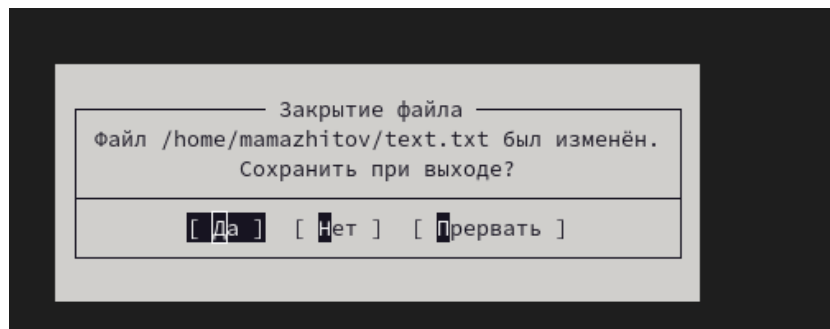 Закрытие файла
Файл /home/mamazhitov/text.txt был изменён.
Сохранить при выходе?
[ Да ] [ Нет ] [ Прервать ]